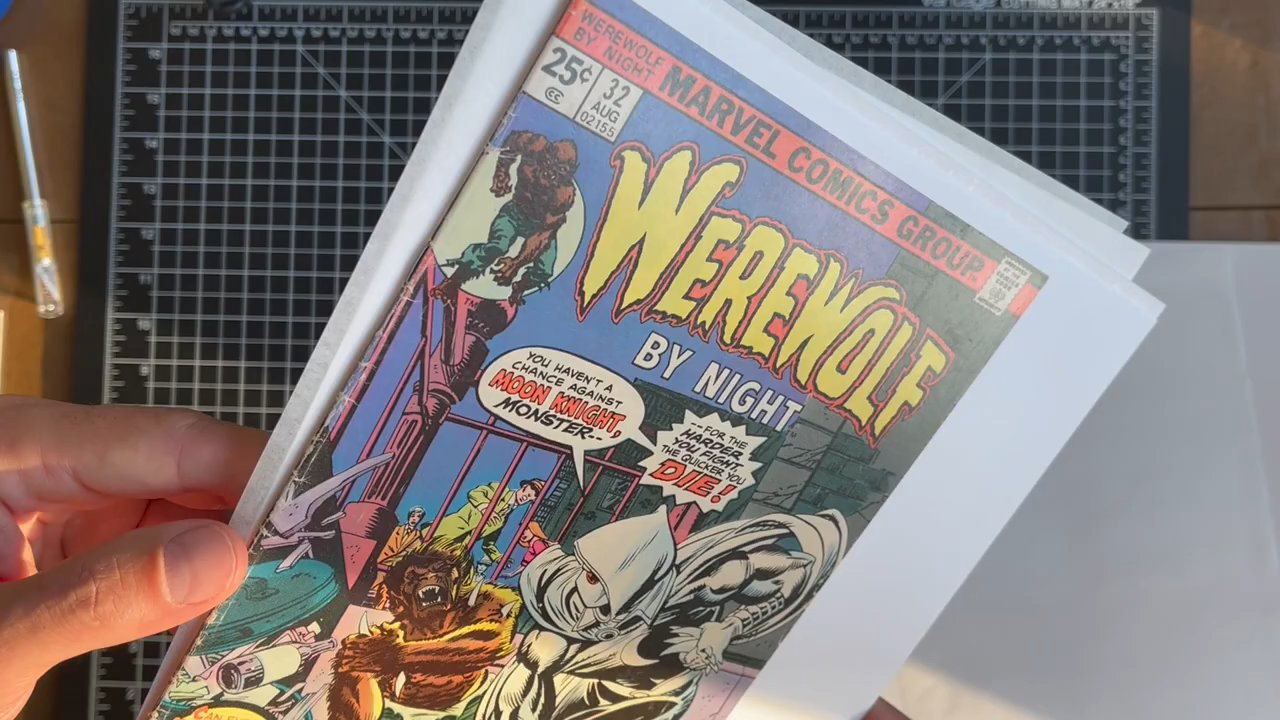 WEREWOLF
BY NIGHT
25¢
CC
32
AUG
02155
MARVEL COMICS GROUP
WEREWOLF
BY NIGHT
YOU HAVEN'T A
CHANCE AGAINST
MOON KNIGHT,
MONSTER--
--FOR THE
HARDER
YOU FIGHT,
THE QUICKER YOU
DIE!